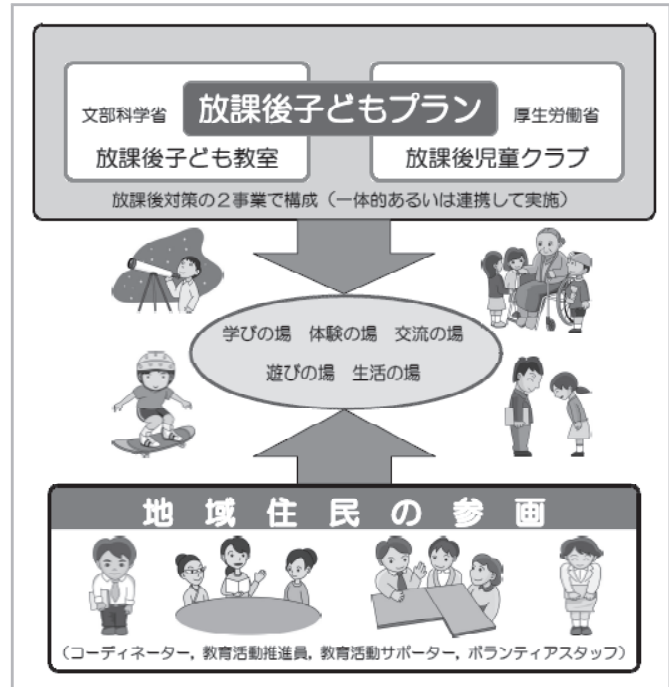 文部科学省
放課後子どもプラン
厚生労働省
放課後子ども教室
放課後児童クラブ
放課後対策の2事業で構成（一体的あるいは連携して実施）
学びの場 体験の場 交流の場
遊びの場 生活の場
地域住民の参画
（コーディネーター，教育活動推進員，教育活動サポーター，ボランティアスタッフ）